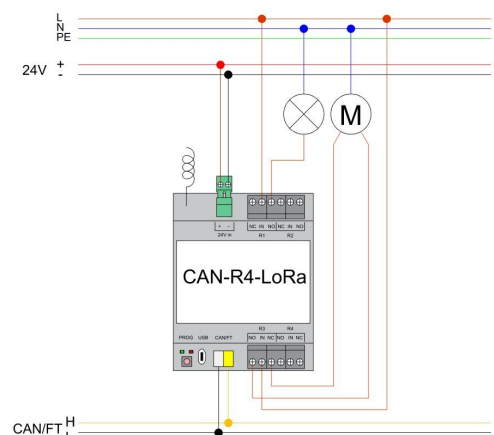 L
N
PE
24V +
-
M
+ -
24V in
NC IN NO NC IN NO
R1 R2
CAN-R4-LoRa
R3 R4
PROG USB CAN/FT NO IN NC NO IN NC
CAN/FT H